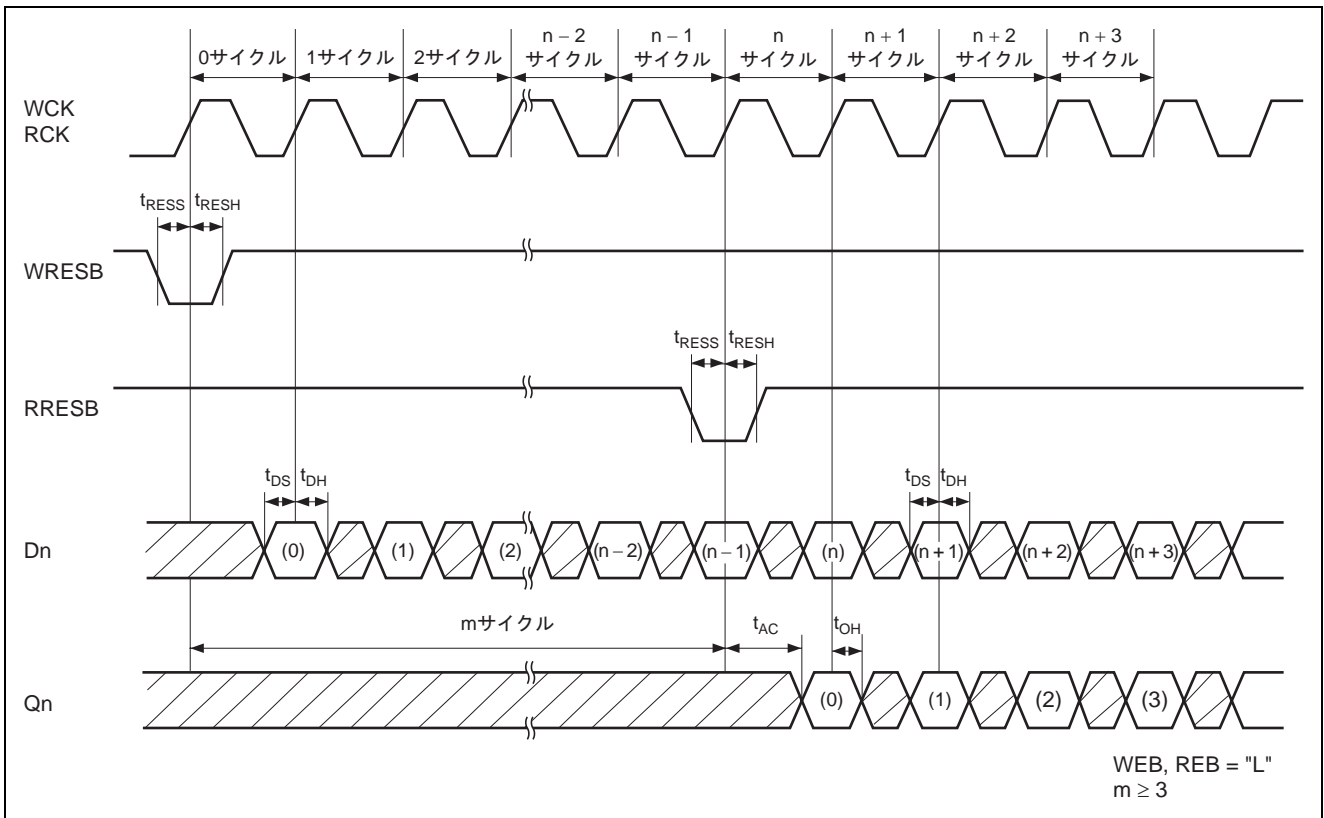 0サイクル 1サイクル 2サイクル n − 2 サイクル n − 1 サイクル n サイクル n + 1 サイクル n + 2 サイクル n + 3 サイクル
WCK
RCK
tRESS tRESH
WRESB
tRESS tRESH
RRESB
tDS tDH tDS tDH
Dn (0) (1) (2) (n − 2) (n − 1) (n) (n + 1) (n + 2) (n + 3)
mサイクル tAC tOH
Qn (0) (1) (2) (3)
WEB, REB = "L"
m ≥ 3